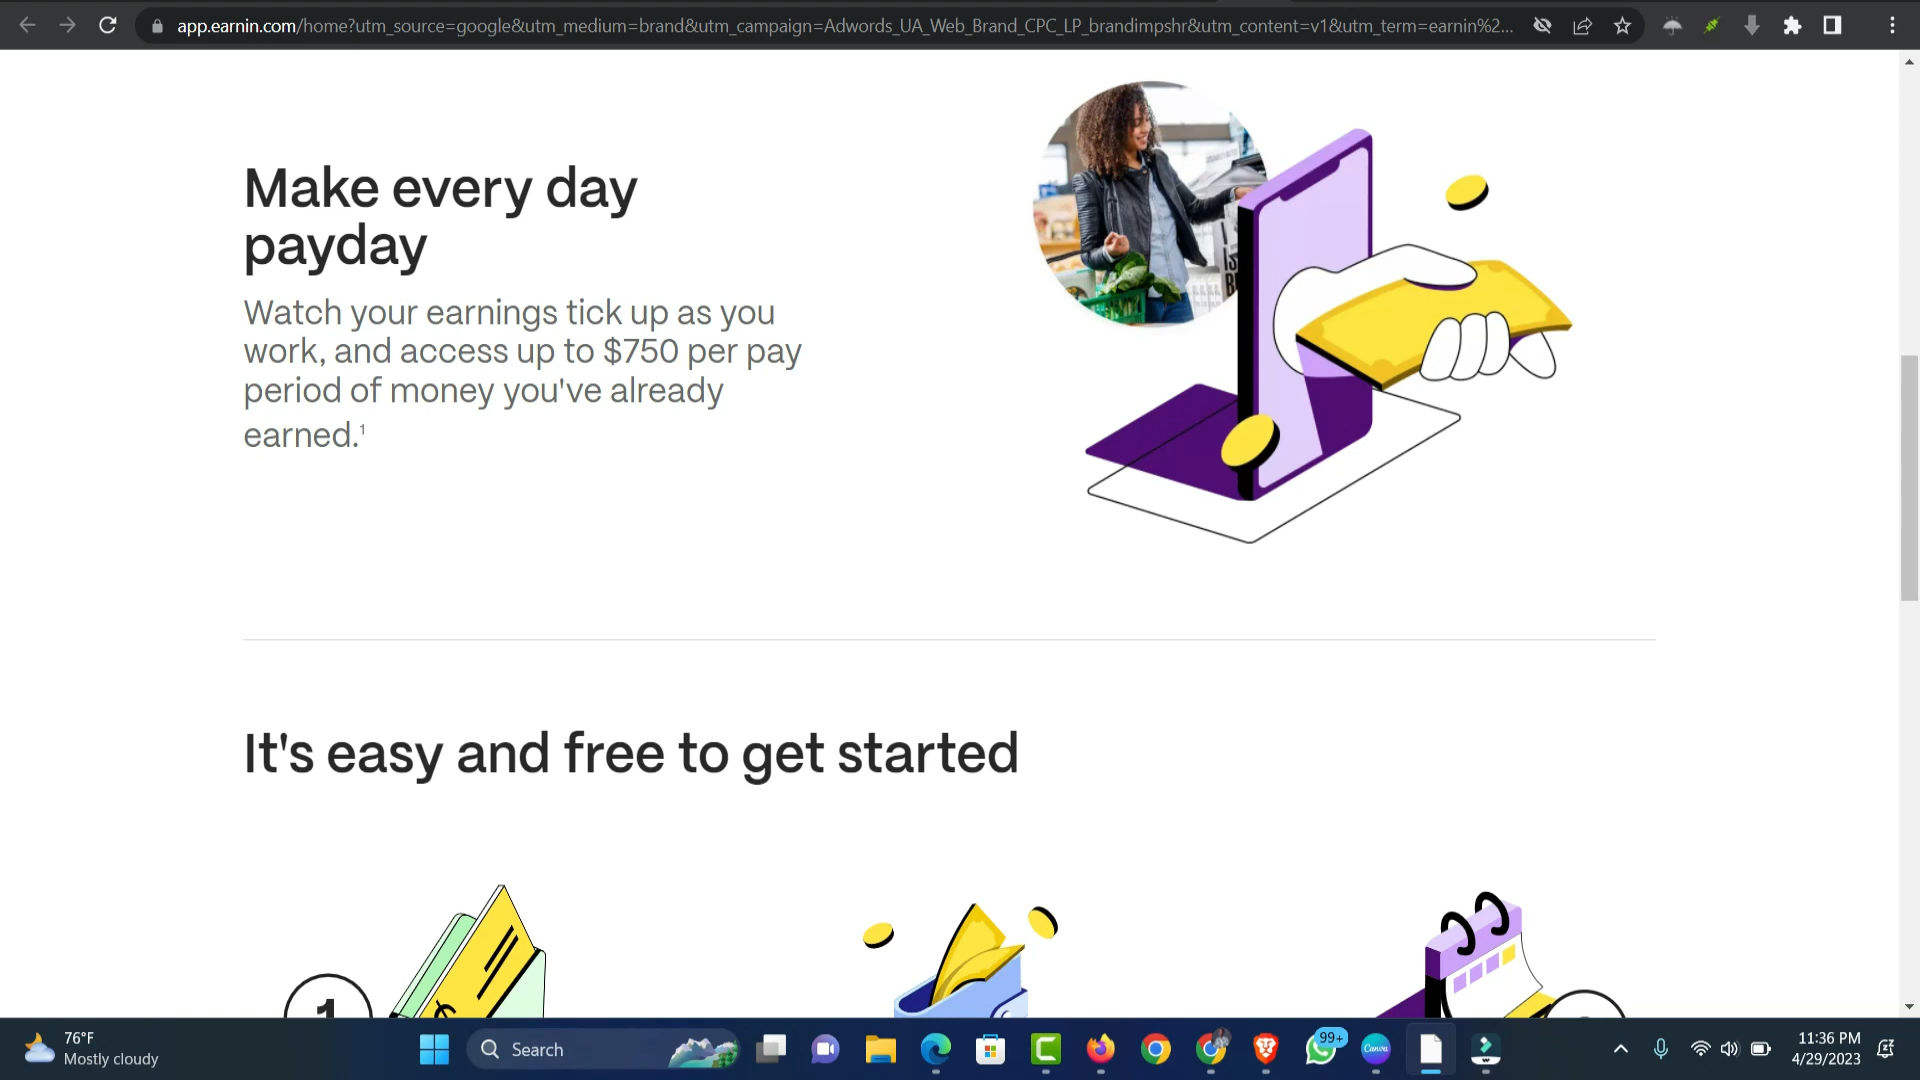 app.earnin.com/home?utm_source=google&utm_medium=brand&utm_campaign=Adwords_UA_Web_Brand_CPC_LP_brandimpshr&utm_content=v1&utm_term=earnin%2...
Make every day
payday
Watch your earnings tick up as you
work, and access up to $750 per pay
period of money you've already
earned.¹
It's easy and free to get started
1
76°F
Mostly cloudy
Search
99+
Canva
11:36 PM
4/29/2023